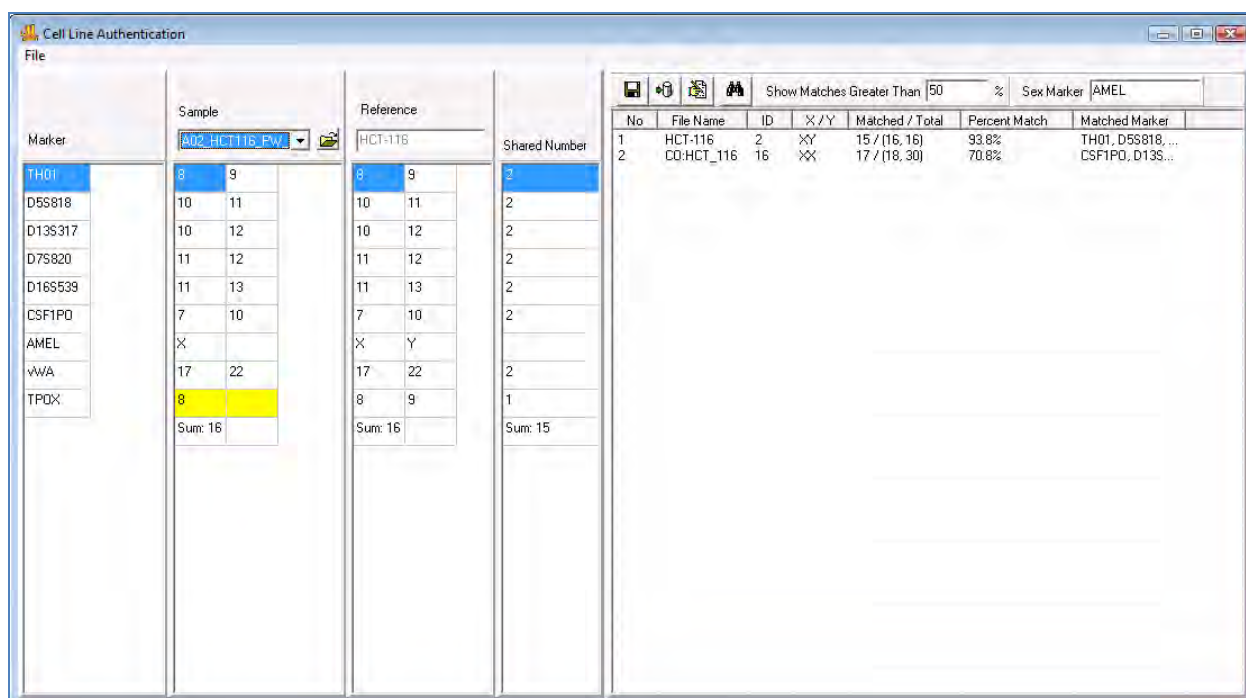 Cell Line Authentication
File
Show Matches Greater Than 50 % Sex Marker AMEL
Marker Sample Reference Shared Number
A02_HCT116_PW_ HCT-116
No File Name ID X / Y Matched / Total Percent Match Matched Marker
1 HCT-116 2 XY 15 / (16, 16) 93.8% TH01, D5S818, ...
2 CO:HCT_116 16 XX 17 / (18, 30) 70.8% CSF1PO, D13S...
TH01 8 9 8 9 2
D5S818 10 11 10 11 2
D13S317 10 12 10 12 2
D7S820 11 12 11 12 2
D16S539 11 13 11 13 2
CSF1PO 7 10 7 10 2
AMEL X X Y
vWA 17 22 17 22 2
TPOX 8 8 9 1
Sum: 16 Sum: 16 Sum: 15